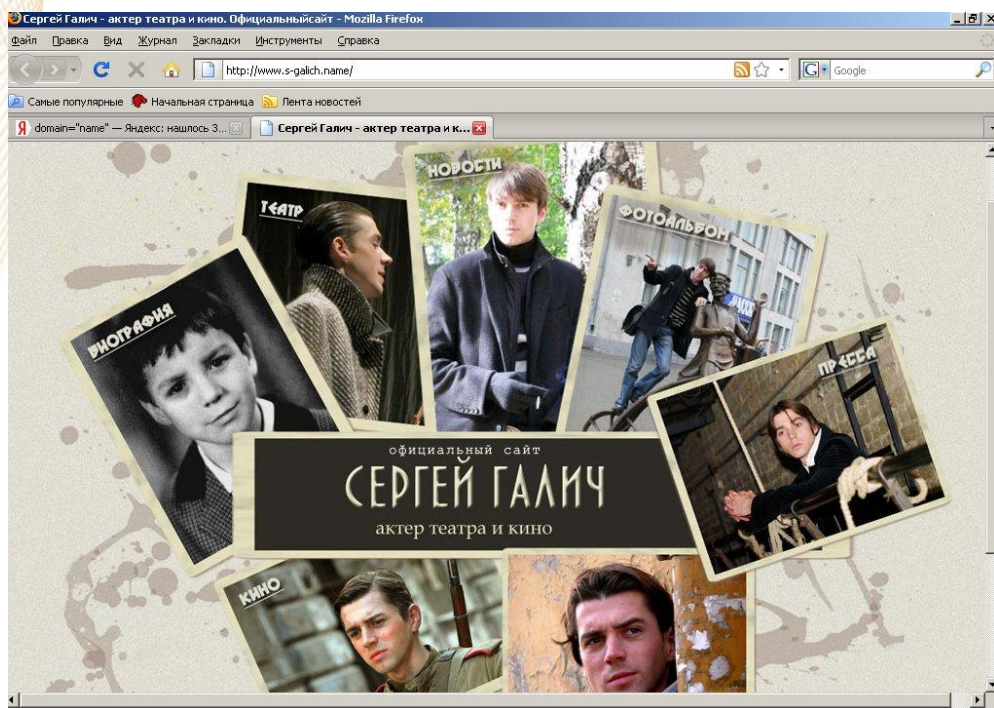 Сергей Галич - актер театра и кино. Официальныйсайт - Mozilla Firefox
Файл Правка Вид Журнал Закладки Инструменты Справка
http://www.s-galich.name/
G Google
Самые популярные Начальная страница Лента новостей
Я domain="name" — Яндекс: нашлось 3...
Сергей Галич - актер театра и к...
НОВОСТИ
ТЕАТР
ФОТОАЛЬБОМ
БИОГРАФИЯ
ПРЕССА
официальный сайт
СЕРГЕЙ ГАЛИЧ
актер театра и кино
КИНО